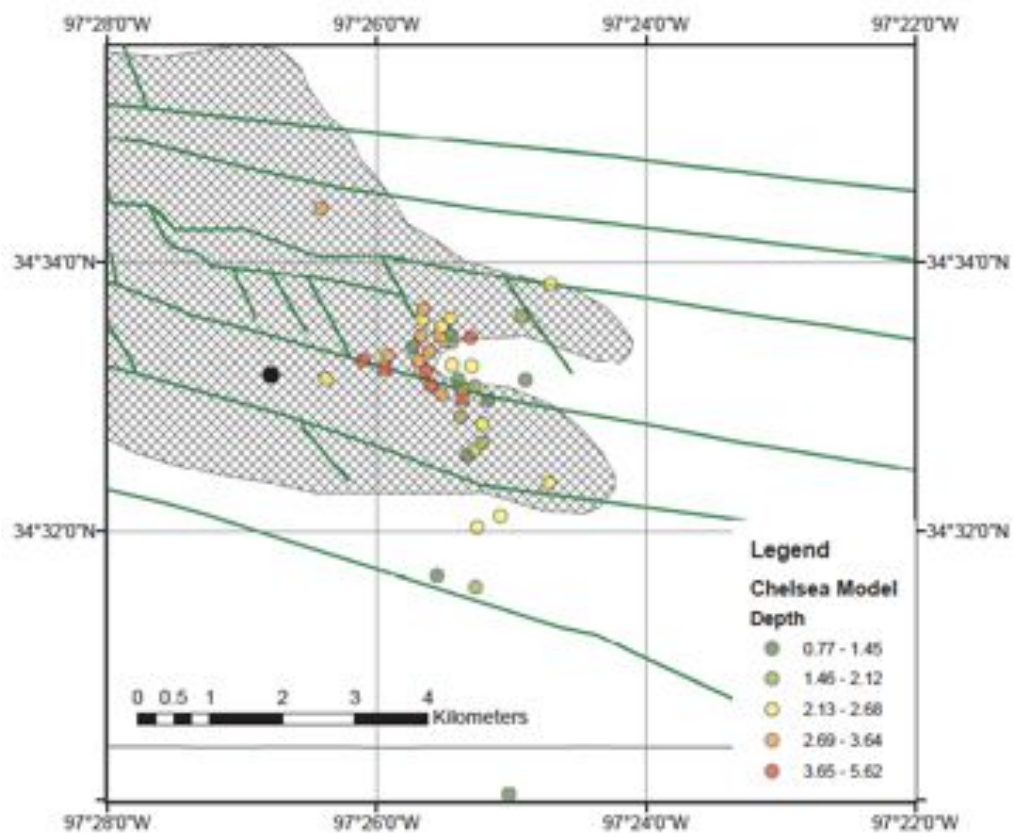 97°28'0"W 97°26'0"W 97°24'0"W 97°22'0"W
34°34'0"N 34°34'0"N
34°32'0"N 34°32'0"N
Legend
Chelsea Model
Depth
0.77 - 1.45
1.46 - 2.12
2.13 - 2.68
2.69 - 3.64
3.65 - 5.62
0 0.5 1 2 3 4
Kilometers
97°28'0"W 97°26'0"W 97°24'0"W 97°22'0"W